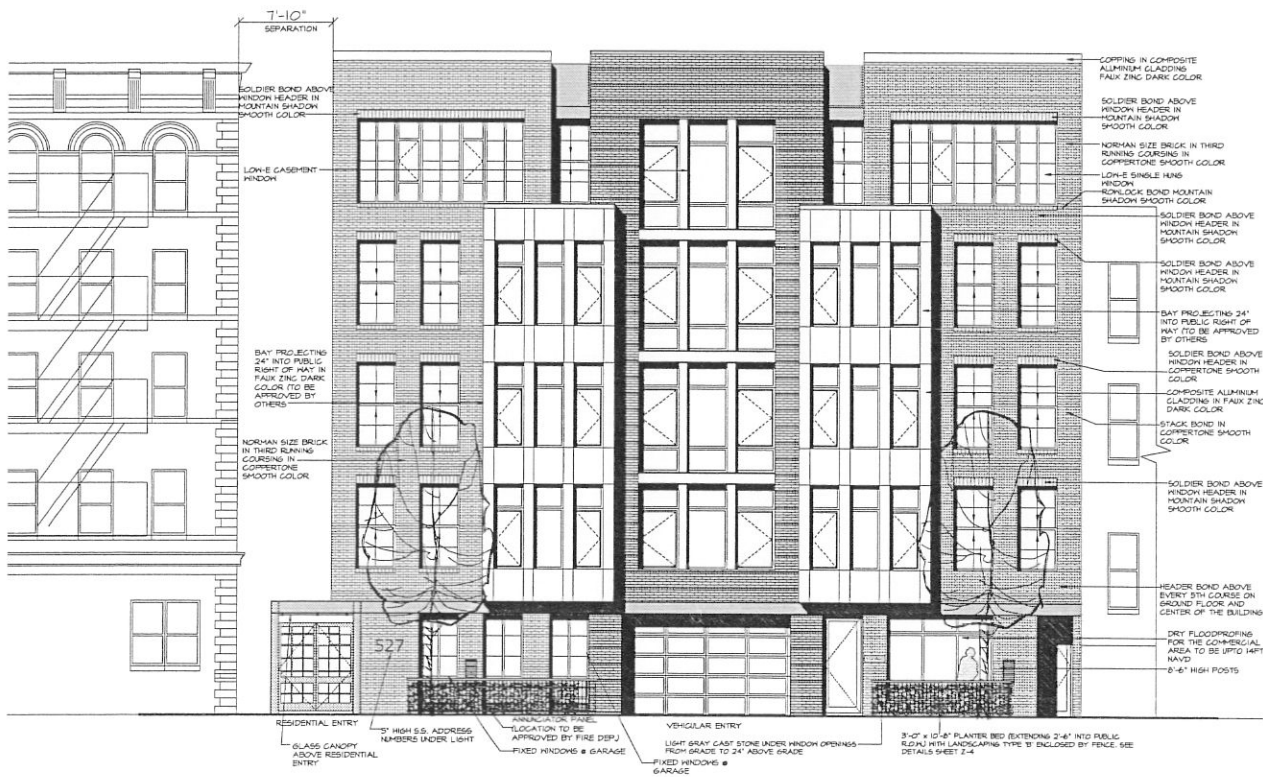 7'-10"
SEPARATION
SOLDIER BOND ABOVE
WINDOW HEADER IN
MOUNTAIN SHADOW
SMOOTH COLOR
LOW-E CASEMENT
WINDOW
BAY PROJECTING
24" INTO PUBLIC
RIGHT OF WAY IN
FAUX ZINC DARK
COLOR (TO BE
APPROVED BY
OTHERS
NORMAN SIZE BRICK
IN THIRD RUNNING
COURSING IN
COPPERTONE
SMOOTH COLOR
COPPING IN COMPOSITE
ALUMINIUM CLADDING
FAUX ZINC DARK COLOR
SOLDIER BOND ABOVE
WINDOW HEADER IN
MOUNTAIN SHADOW
SMOOTH COLOR
NORMAN SIZE BRICK IN THIRD
RUNNING COURSING IN
COPPERTONE SMOOTH COLOR
LOW-E SINGLE HUNG
WINDOW
ROWLOCK BOND MOUNTAIN
SHADOW SMOOTH COLOR
SOLDIER BOND ABOVE
WINDOW HEADER IN
MOUNTAIN SHADOW
SMOOTH COLOR
SOLDIER BOND ABOVE
WINDOW HEADER IN
MOUNTAIN SHADOW
SMOOTH COLOR
BAY PROJECTING 24"
INTO PUBLIC RIGHT OF
WAY (TO BE APPROVED
BY OTHERS
SOLDIER BOND ABOVE
WINDOW HEADER IN
COPPERTONE SMOOTH
COLOR
COMPOSITE ALUMINIUM
CLADDING IN FAUX ZINC
DARK COLOR
STACK BOND IN
COPPERTONE SMOOTH
COLOR
SOLDIER BOND ABOVE
WINDOW HEADER IN
MOUNTAIN SHADOW
SMOOTH COLOR
HEADER BOND ABOVE
EVERY 5TH COURSE ON
GROUND FLOOR AND
CENTER OF THE BUILDING
DRY FLOODPROFING
FOR THE COMMERCIAL
AREA TO BE UPTO 14FT
NAVD
8'-6" HIGH POSTS
527
RESIDENTIAL ENTRY
GLASS CANOPY
ABOVE RESIDENTIAL
ENTRY
5" HIGH S.S. ADDRESS
NUMBERS UNDER LIGHT
ANNUNCIATOR PANEL
(LOCATION TO BE
APPROVED BY FIRE DEP.)
FIXED WINDOWS @ GARAGE
FIXED WINDOWS @
GARAGE
VEHICULAR ENTRY
LIGHT GRAY CAST STONE UNDER WINDOW OPENINGS
FROM GRADE TO 24" ABOVE GRADE
3'-0" x 10'-8" PLANTER BED (EXTENDING 2'-6" INTO PUBLIC
R.O.W.) WITH LANDSCAPING TYPE 'B' ENCLOSED BY FENCE. SEE
DETAILS SHEET Z-4